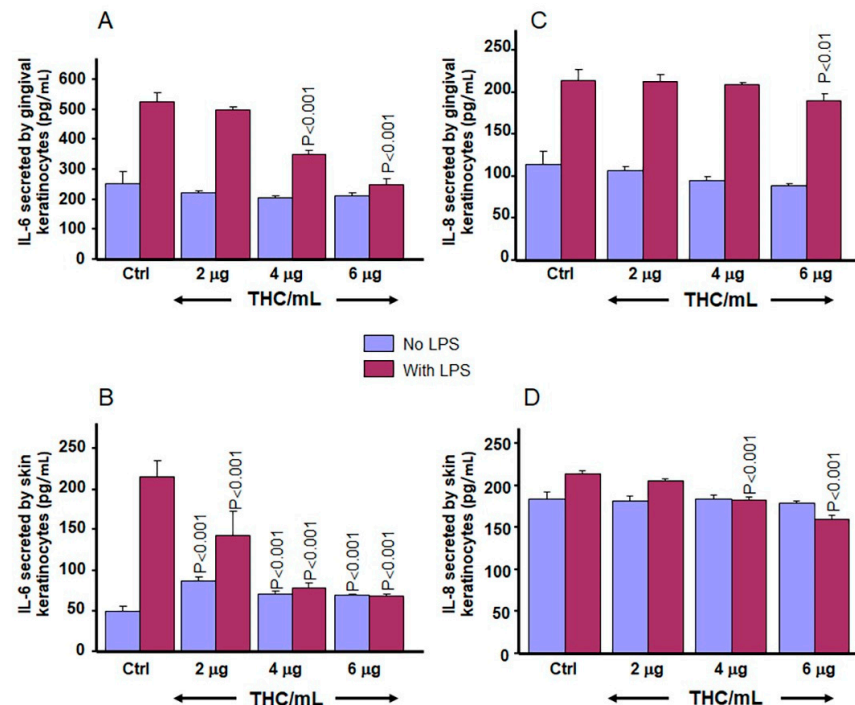 A
IL-6 secreted by gingival
keratinocytes (pg/mL)
600
500
400
300
200
100
0
P<0.001
P<0.001
Ctrl 2 µg 4 µg 6 µg
THC/mL
C
IL-8 secreted by gingival
keratinocytes (pg/mL)
250
200
150
100
50
0
P<0.01
Ctrl 2 µg 4 µg 6 µg
THC/mL
No LPS
With LPS
B
IL-6 secreted by skin
keratinocytes (pg/mL)
250
200
150
100
50
0
P<0.001
P<0.001
P<0.001
P<0.001
P<0.001
P<0.001
Ctrl 2 µg 4 µg 6 µg
THC/mL
D
IL-8 secreted by skin
keratinocytes (pg/mL)
250
200
150
200
50
0
P<0.001
P<0.001
Ctrl 2 µg 4 µg 6 µg
THC/mL